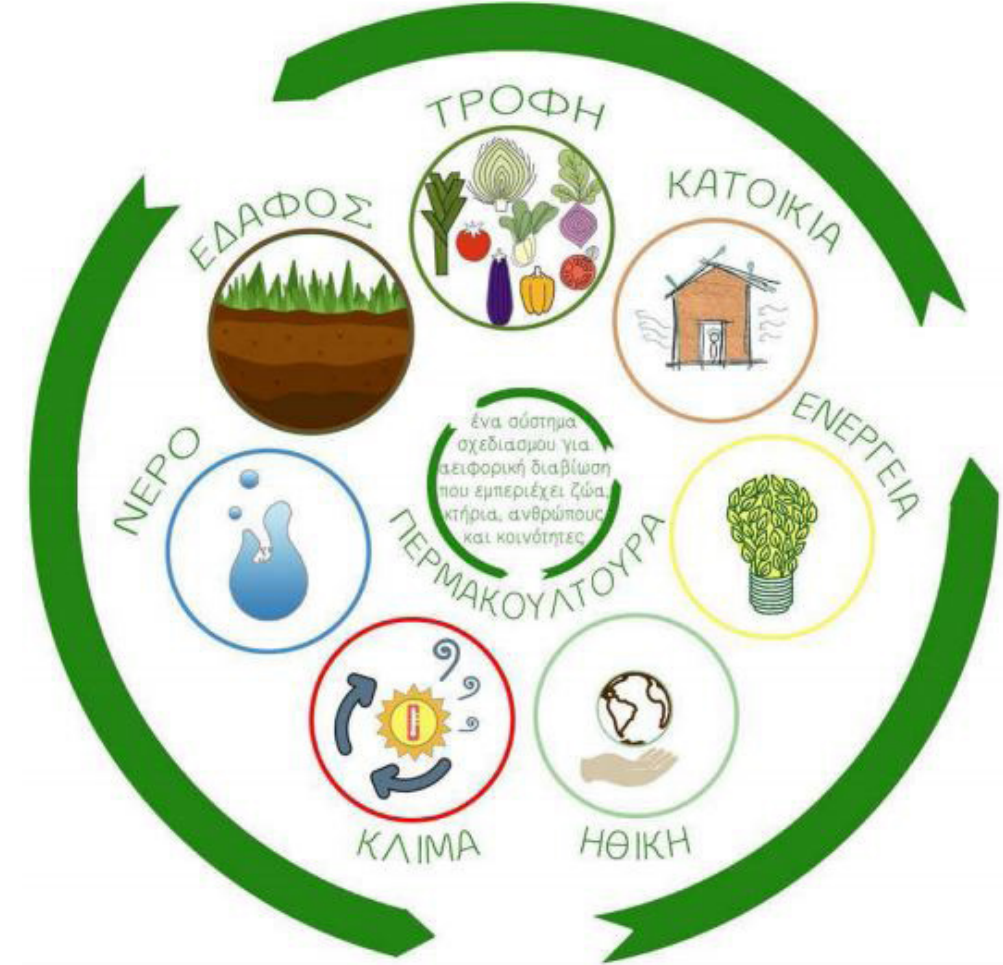 ΤΡΟΦΗ
ΚΑΤΟΙΚΙΑ
ΕΝΕΡΓΕΙΑ
ΗΘΙΚΗ
ΚΛΙΜΑ
ΝΕΡΟ
ΕΔΑΦΟΣ
ένα σύστημα
σχεδιασμου για
αειφορική διαβίωση
που εμπεριέχει ζώα,
κτήρια, ανθρώπους
και κοινότητες
ΠΕΡΜΑΚΟΥΛΤΟΥΡΑ